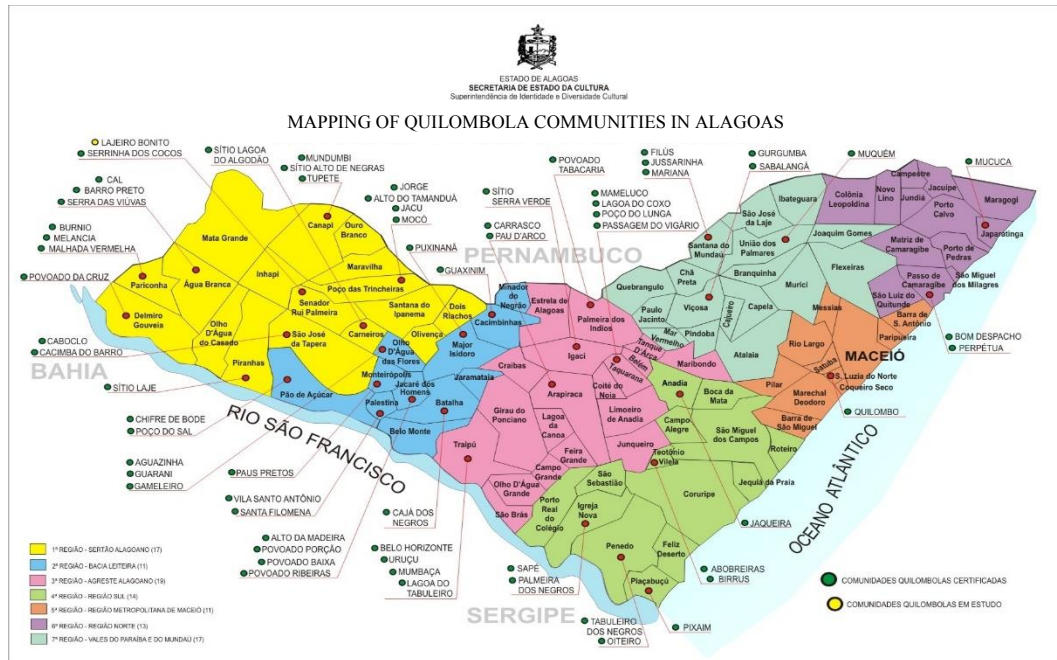 ESTADO DE ALAGOAS
SECRETARIA DE ESTADO DA CULTURA
Superintendência de Identidade e Diversidade Cultural
MAPPING OF QUILOMBOLA COMMUNITIES IN ALAGOAS
LAJEIRO BONITO
SERRINHA DOS COCOS
CAL
BARRO PRETO
SERRA DAS VIÚVAS
BURNIO
MELANCIA
MALHADA VERMELHA
POVOADO DA CRUZ
SÍTIO LAGOA
DO ALGODÃO
MUNDUMBI
SÍTIO ALTO DE NEGRAS
TUPETE
JORGE
ALTO DO TAMANDUÁ
JACU
MOCÓ
PUXINANÃ
GUAXINIM
SÍTIO
SERRA VERDE
CARRASCO
PAU D'ARCO
POVOADO
TABACARIA
MAMELUCO
LAGOA DO COXO
POÇO DO LUNGA
PASSAGEM DO VIGÁRIO
FILÚS
JUSSARINHA
MARIANA
GURGUMBA
SABALANGÁ
MUQUÉM
MUCUCA
PERNAMBUCO
BAHIA
SERGIPE
RIO SÃO FRANCISCO
OCEANO ATLÂNTICO
Mata Grande
Canapi
Ouro
Branco
Pariconha
Água Branca
Inhapi
Maravilha
Poço das Trincheiras
Delmiro
Gouveia
Olho
D'Água
do Casado
Senador
Rui Palmeira
Santana do
Ipanema
São José
da Tapera
Carneiros
Piranhas
Dois
Riachos
Olivença
Olho
D'Água
das Flores
Minador
do Negrão
Cacimbinhas
Major
Isidoro
Monteirópolis
Jacaré dos
Homens
Jaramataia
Palestina
Batalha
Pão de Açúcar
Belo Monte
Estrela de
Alagoas
Palmeira
dos Índios
Igaci
Craíbas
Arapiraca
Coité do
Noia
Tanque
D'Arca
Belém
Taquarana
Maribondo
Girau do
Ponciano
Lagoa da
Canoa
Limoeiro
de Anadia
Traipú
Feira
Grande
Junqueiro
Campo
Grande
Olho D'Água
Grande
São Brás
São
Sebastião
Porto
Real do
Colégio
Igreja
Nova
Penedo
Feliz
Deserto
Piaçabuçú
Coruripe
Teotônio
Vilela
Campo
Alegre
Anadia
Boca da
Mata
São Miguel
dos Campos
Roteiro
Jequiá da Praia
Quebrangulo
Paulo
Jacinto
Mar
Vermelho
Chã
Preta
Viçosa
Pindoba
Cajueiro
Capela
Atalaia
Santana do
Mundaú
São José
da Laje
Ibateguara
União dos
Palmares
Branquinha
Murici
Joaquim Gomes
Flexeiras
Messias
Rio Largo
MACEIÓ
Satuba
S. Luzia do Norte
Coqueiro Seco
Pilar
Marechal
Deodoro
Barra de
São Miguel
Barra de
S. Antônio
Paripueira
Colônia
Leopoldina
Novo
Lino
Campestre
Jundiá
Jacuípe
Porto
Calvo
Maragogi
Japaratinga
Matriz de
Camaragibe
Porto de
Pedras
Passo de
Camaragibe
São Miguel
dos Milagres
São Luiz do
Quitunde
BOM DESPACHO
PERPÉTUA
QUILOMBO
CABOCLO
CACIMBA DO BARRO
SÍTIO LAJE
CHIFRE DE BODE
POÇO DO SAL
AGUAZINHA
GUARANI
GAMELEIRO
PAUS PRETOS
VILA SANTO ANTÔNIO
SANTA FILOMENA
ALTO DA MADEIRA
POVOADO PORÇÃO
POVOADO BAIXA
POVOADO RIBEIRAS
CAJÁ DOS
NEGROS
BELO HORIZONTE
URUÇU
MUMBAÇA
LAGOA DO
TABULEIRO
SAPÉ
PALMEIRA
DOS NEGROS
TABULEIRO
DOS NEGROS
OITEIRO
PIXAIM
ABOBREIRAS
BIRRUS
JAQUEIRA
1ª REGIÃO - SERTÃO ALAGOANO (17)
2ª REGIÃO - BACIA LEITEIRA (11)
3ª REGIÃO - AGRESTE ALAGOANO (19)
4ª REGIÃO - REGIÃO SUL (14)
5ª REGIÃO - REGIÃO METROPOLITANA DE MACEIÓ (11)
6ª REGIÃO - REGIÃO NORTE (13)
7ª REGIÃO - VALES DO PARAÍBA E DO MUNDAÚ (17)
COMUNIDADES QUILOMBOLAS CERTIFICADAS
COMUNIDADES QUILOMBOLAS EM ESTUDO